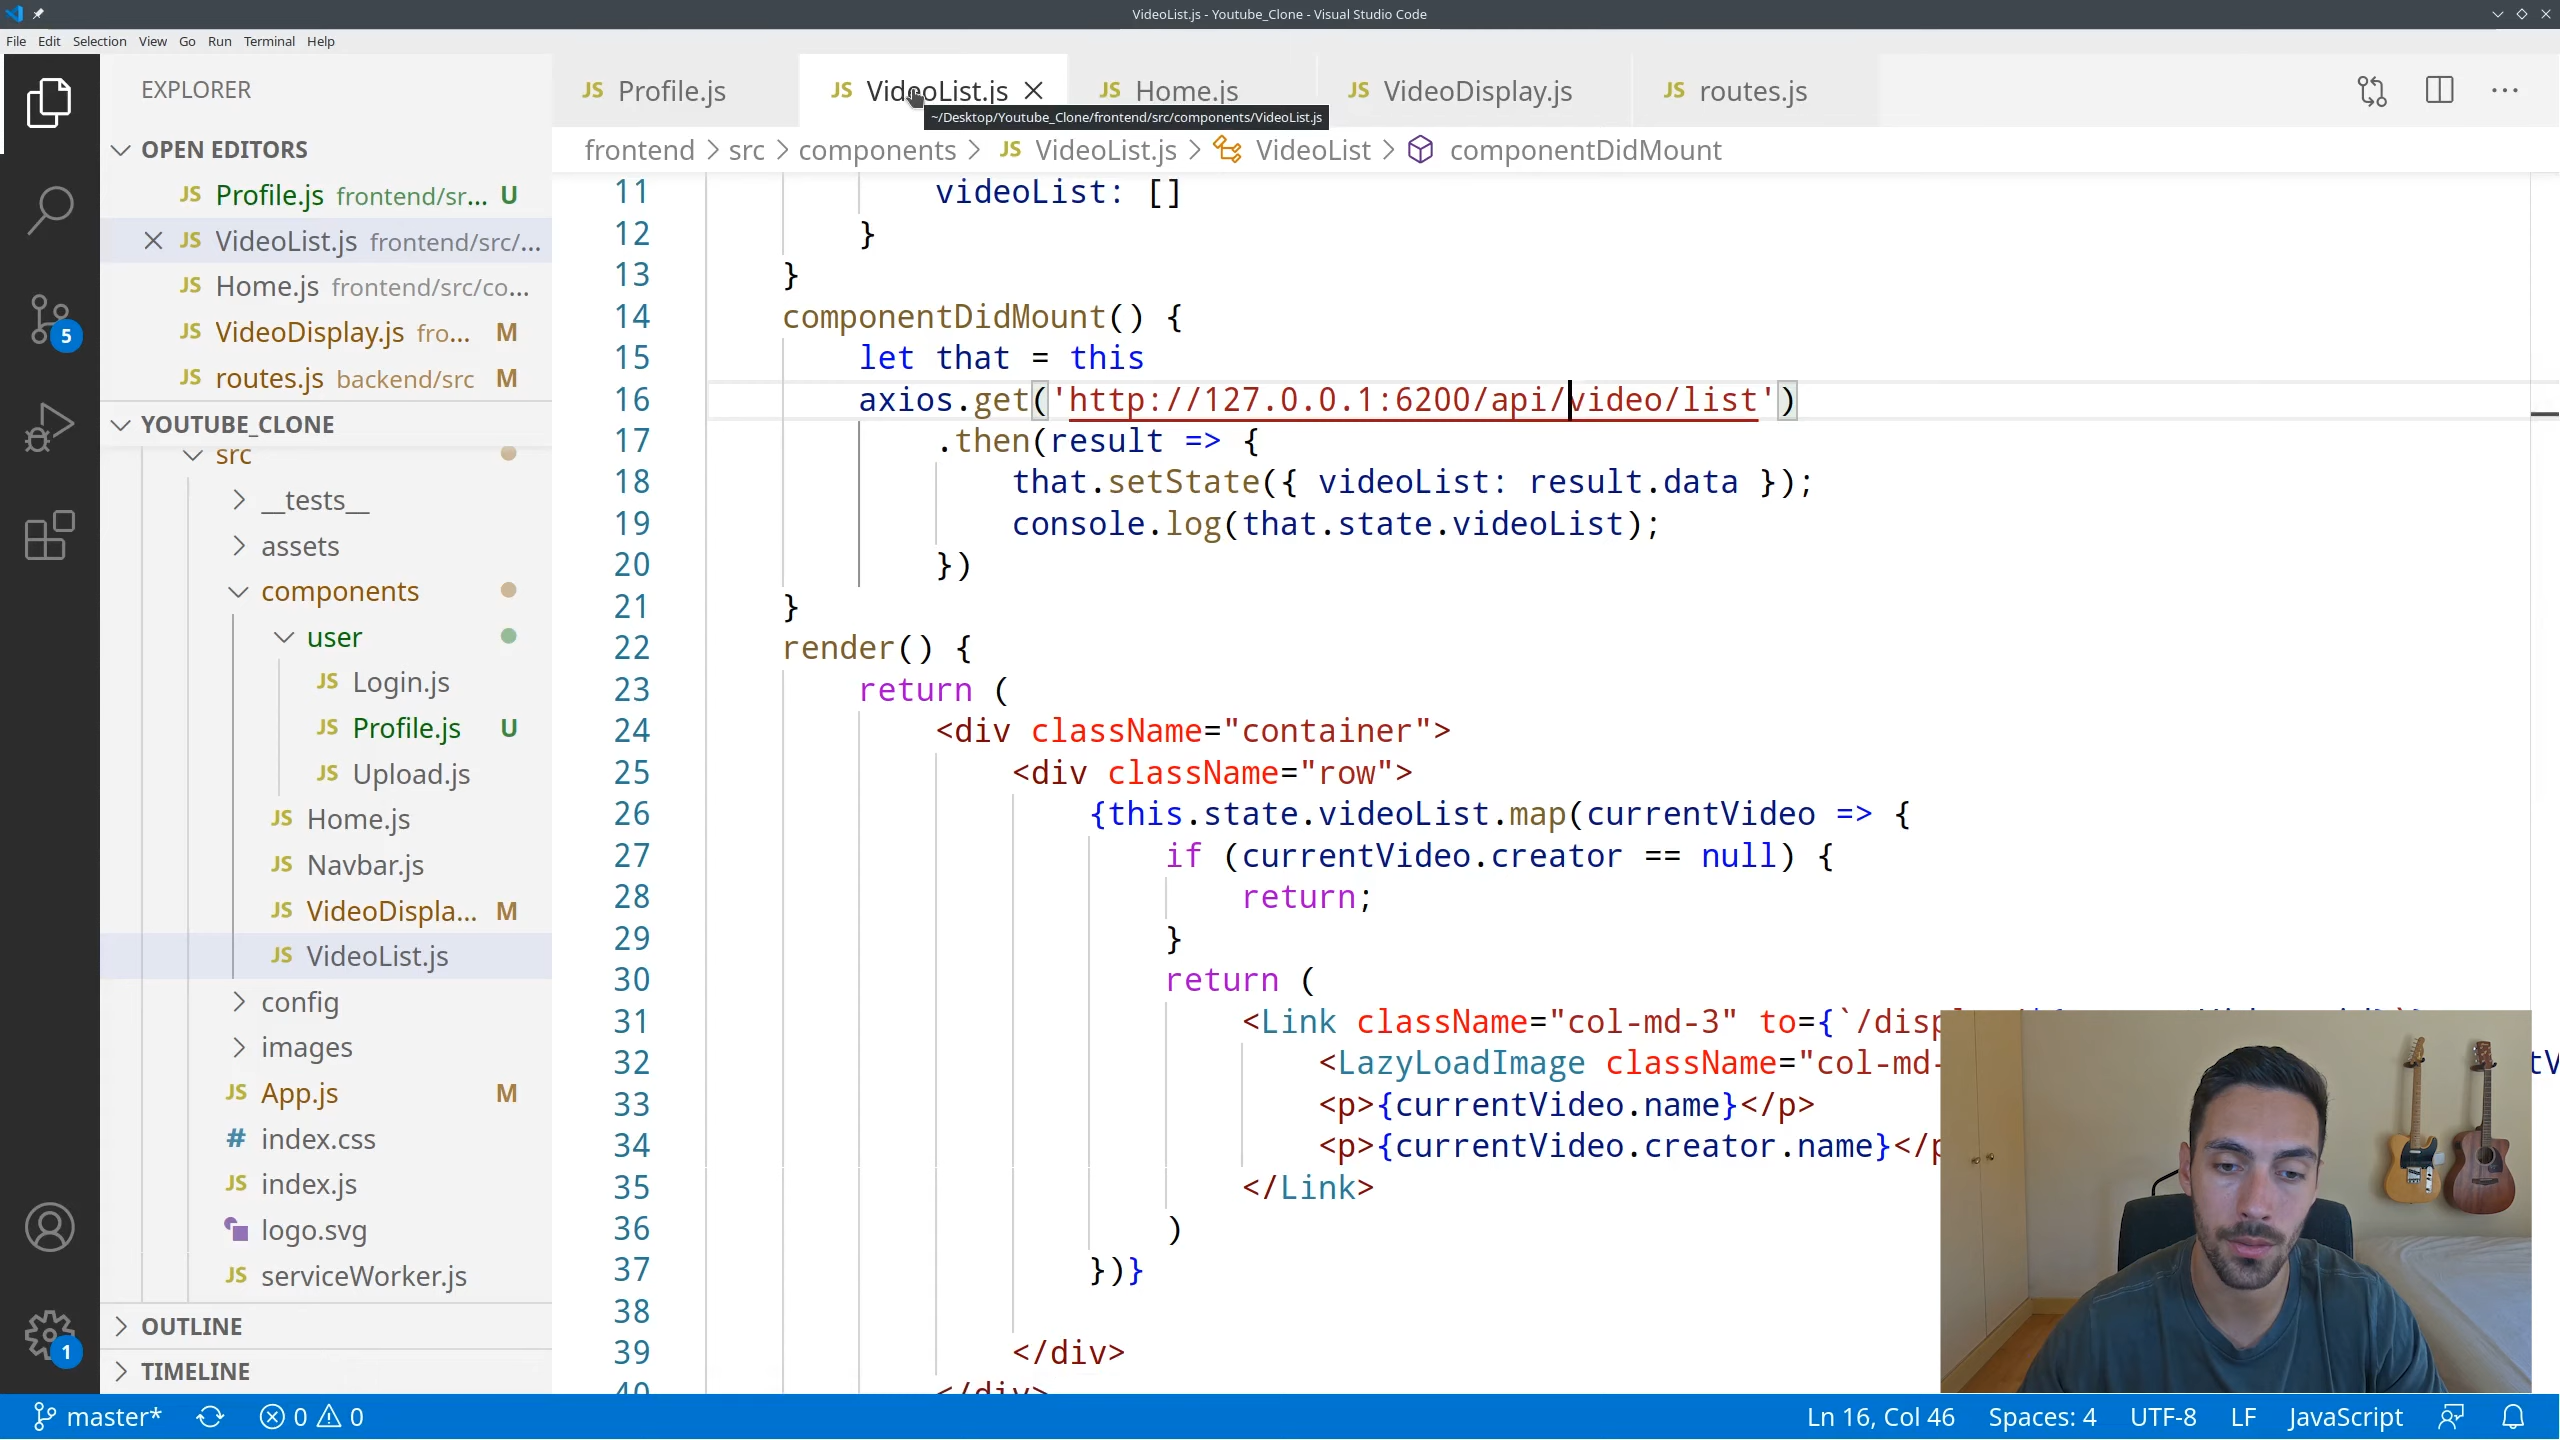 VideoList.js - Youtube_Clone - Visual Studio Code
File Edit Selection View Go Run Terminal Help
EXPLORER
JS Profile.js
JS VideoList.js
JS Home.js
JS VideoDisplay.js
JS routes.js
~/Desktop/Youtube_Clone/frontend/src/components/VideoList.js
frontend > src > components > JS VideoList.js > VideoList > componentDidMount
OPEN EDITORS
JS Profile.js frontend/sr... U
JS VideoList.js frontend/src/...
JS Home.js frontend/src/co...
JS VideoDisplay.js fro... M
JS routes.js backend/src M
YOUTUBE_CLONE
src
__tests__
assets
components
user
JS Login.js
JS Profile.js U
JS Upload.js
JS Home.js
JS Navbar.js
JS VideoDispla... M
JS VideoList.js
config
images
JS App.js M
# index.css
JS index.js
logo.svg
JS serviceWorker.js
OUTLINE
TIMELINE
5
1
11 videoList: []
12 }
13 }
14 componentDidMount() {
15 let that = this
16 axios.get('http://127.0.0.1:6200/api/video/list')
17 .then(result => {
18 that.setState({ videoList: result.data });
19 console.log(that.state.videoList);
20 })
21 }
22 render() {
23 return (
24 <div className="container">
25 <div className="row">
26 {this.state.videoList.map(currentVideo => {
27 if (currentVideo.creator == null) {
28 return;
29 }
30 return (
31 <Link className="col-md-3" to={`/disp
32 <LazyLoadImage className="col-md- tV
33 <p>{currentVideo.name}</p>
34 <p>{currentVideo.creator.name}</p
35 </Link>
36 )
37 })}
38
39 </div>
40 </div>
master* 0 0 Ln 16, Col 46 Spaces: 4 UTF-8 LF JavaScript